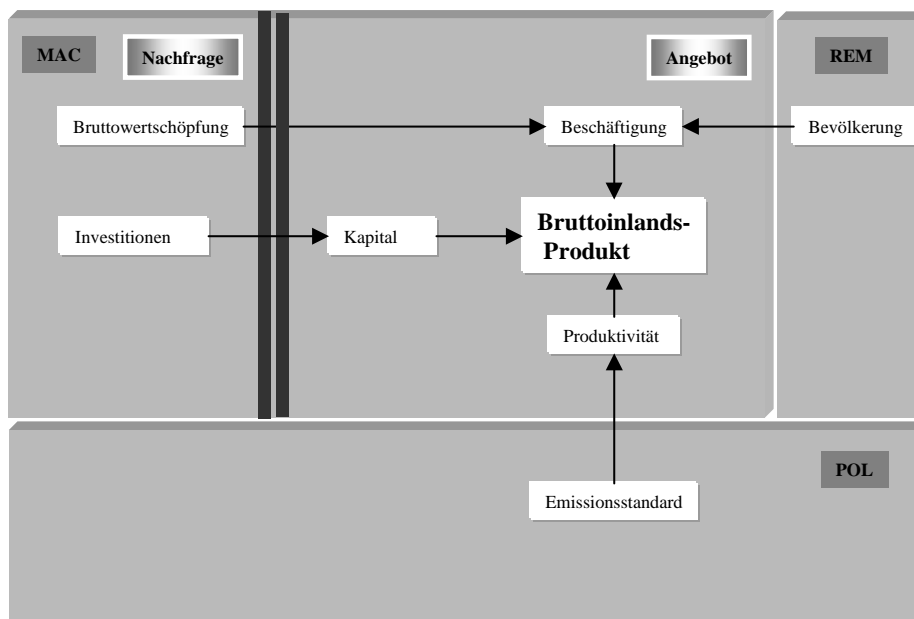 MAC
Nachfrage
Angebot
REM
Bruttowertschöpfung
Beschäftigung
Bevölkerung
Investitionen
Kapital
Bruttoinlands-
Produkt
Produktivität
POL
Emissionsstandard